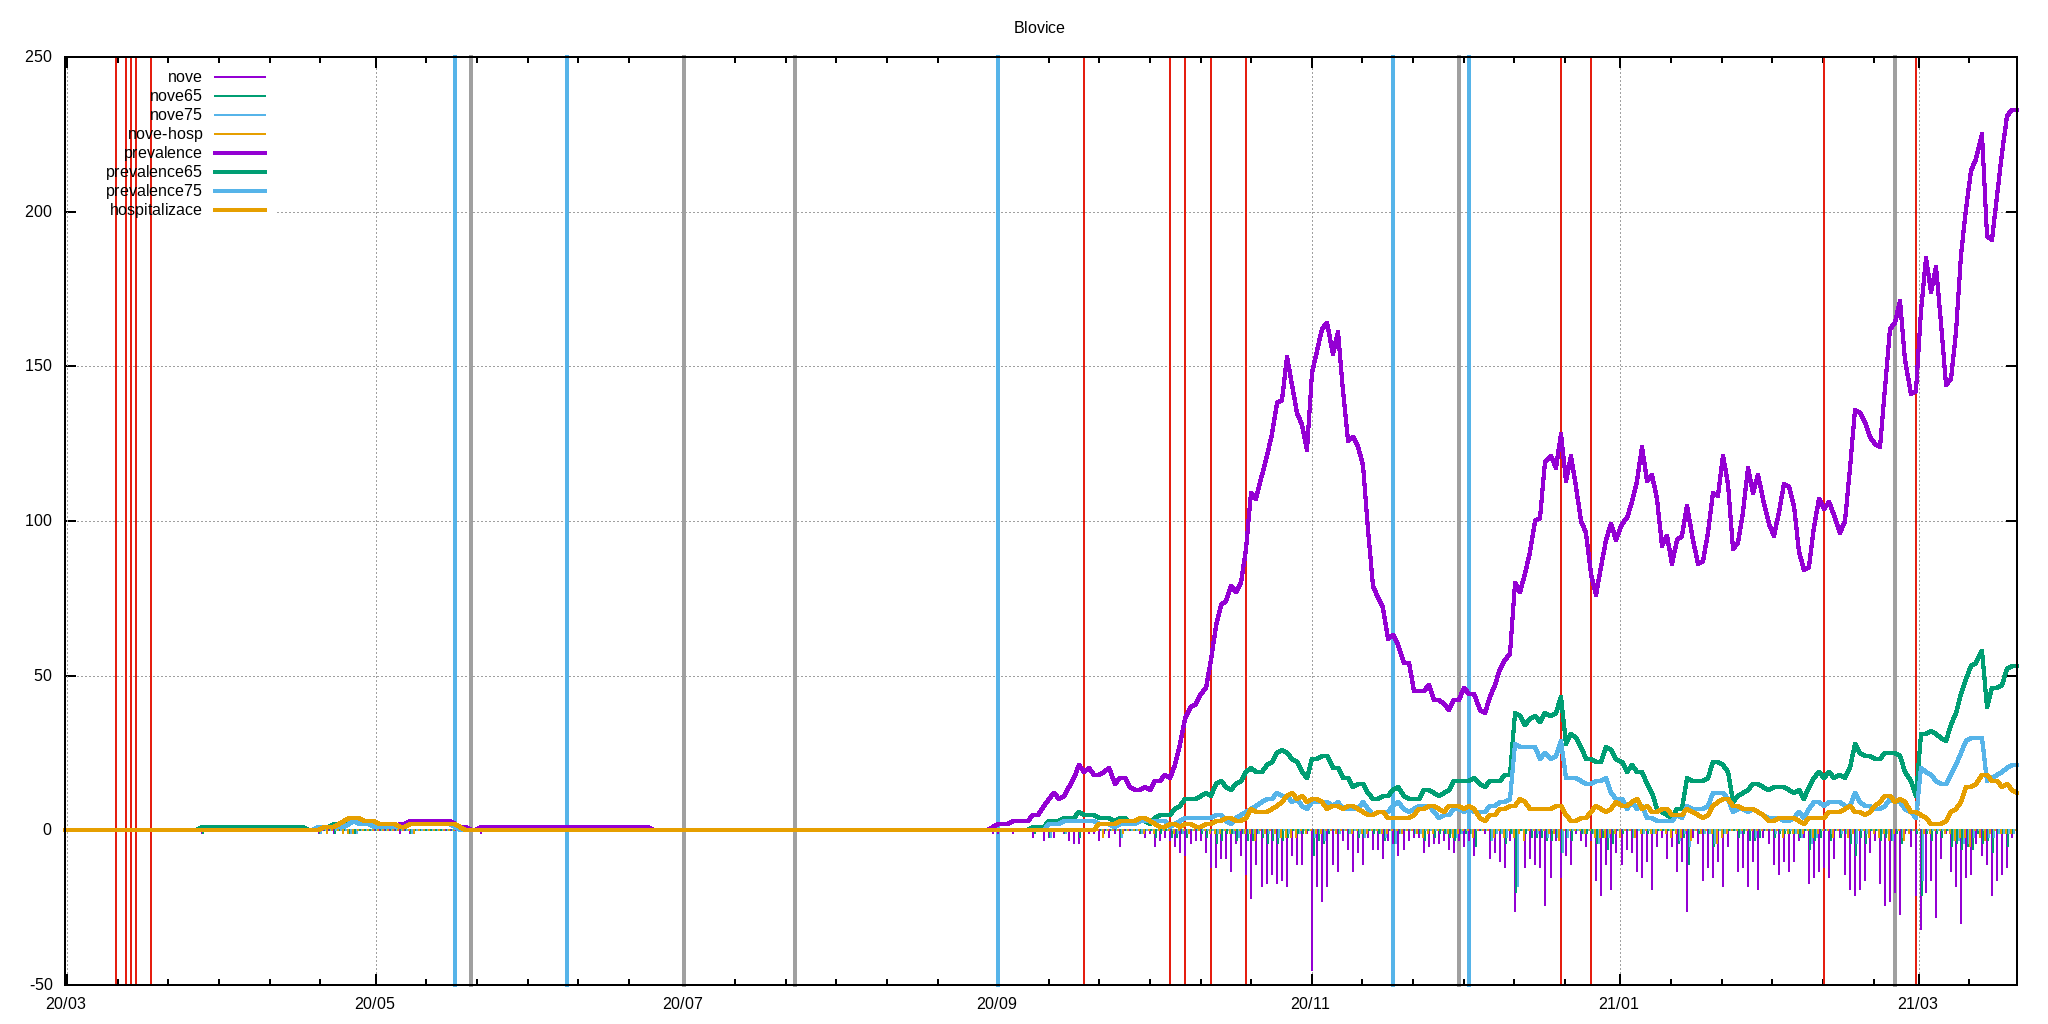 Blovice
250
200
150
100
50
0
-50
nove
nove65
nove75
nove-hosp
prevalence
prevalence65
prevalence75
hospitalizace
20/03 20/05 20/07 20/09 20/11 21/01 21/03